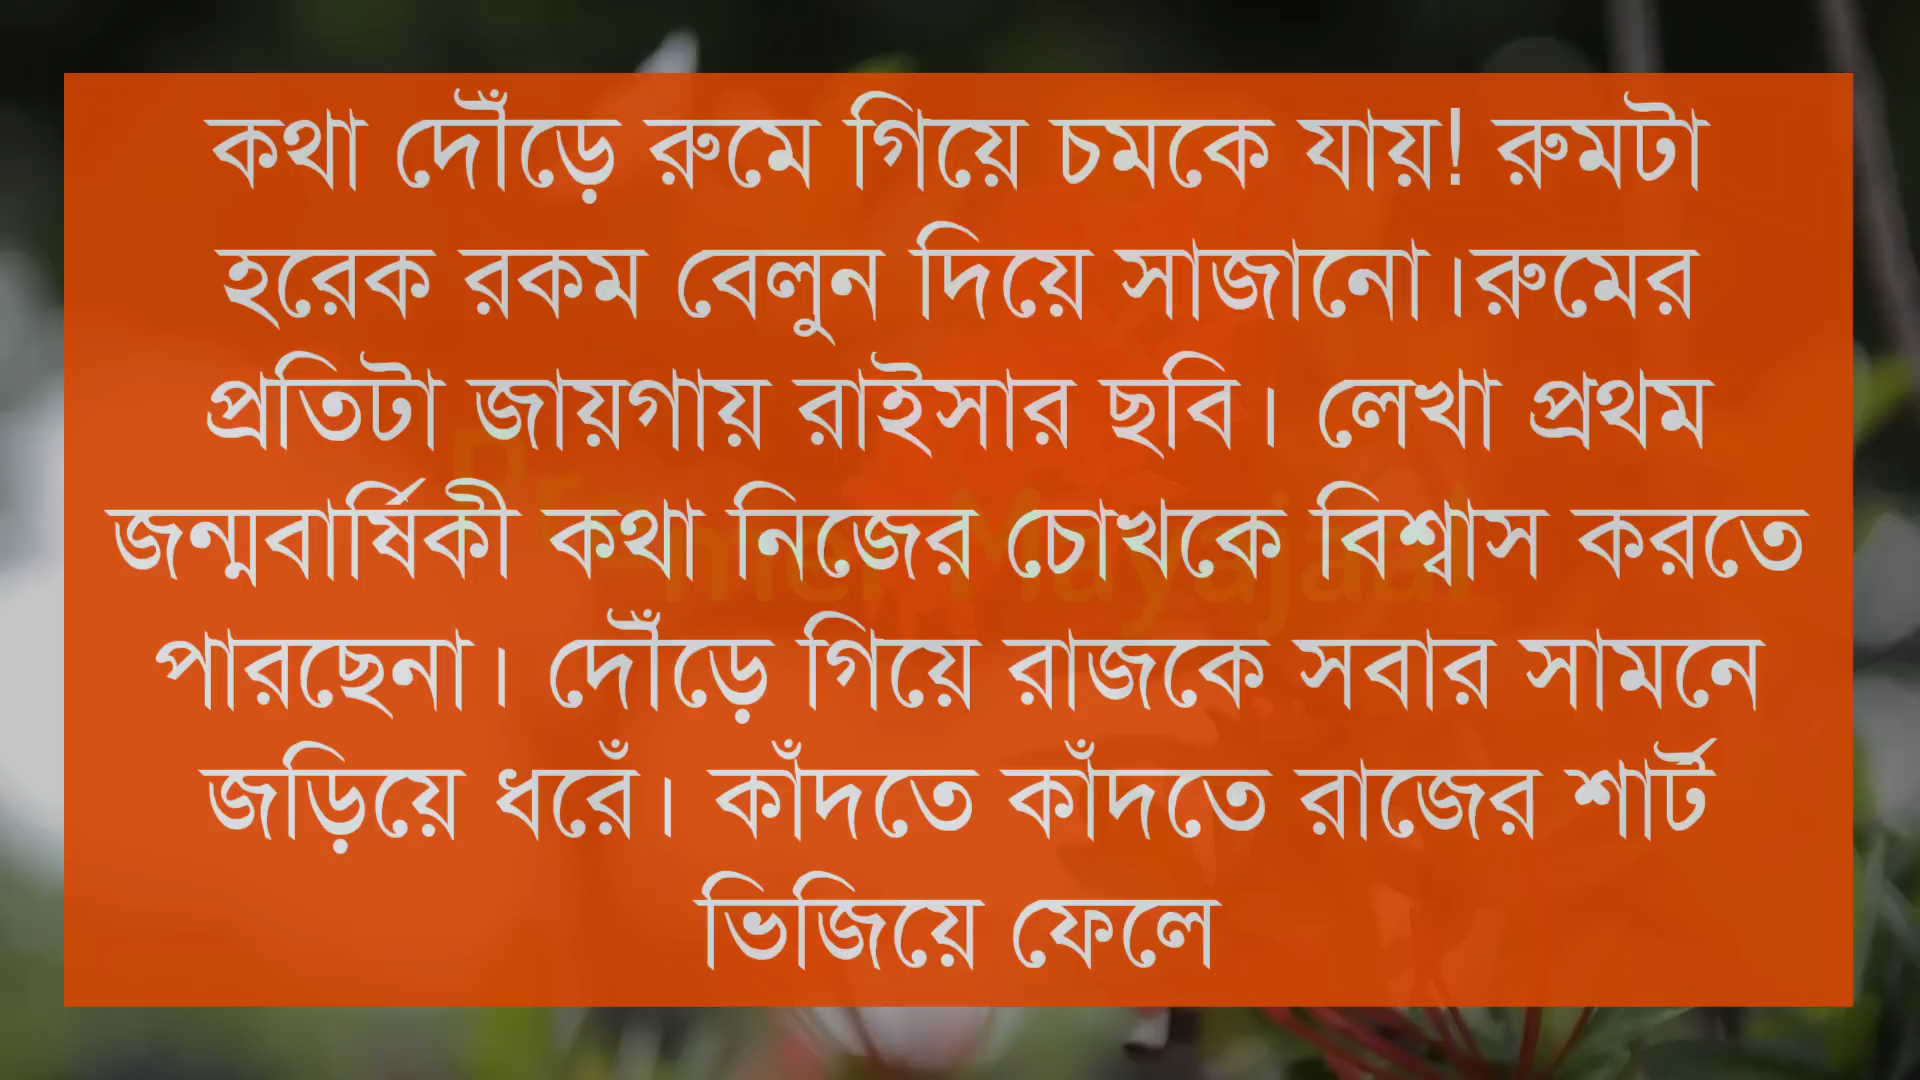 কথা দৌঁড়ে রুমে গিয়ে চমকে যায়! রুমটা
হরেক রকম বেলুন দিয়ে সাজানো।রুমের
প্রতিটা জায়গায় রাইসার ছবি। লেখা প্রথম
জন্মবার্ষিকী কথা নিজের চোখকে বিশ্বাস করতে
পারছেনা। দৌঁড়ে গিয়ে রাজকে সবার সামনে
জড়িয়ে ধরেঁ। কাঁদতে কাঁদতে রাজের শার্ট
ভিজিয়ে ফেলে